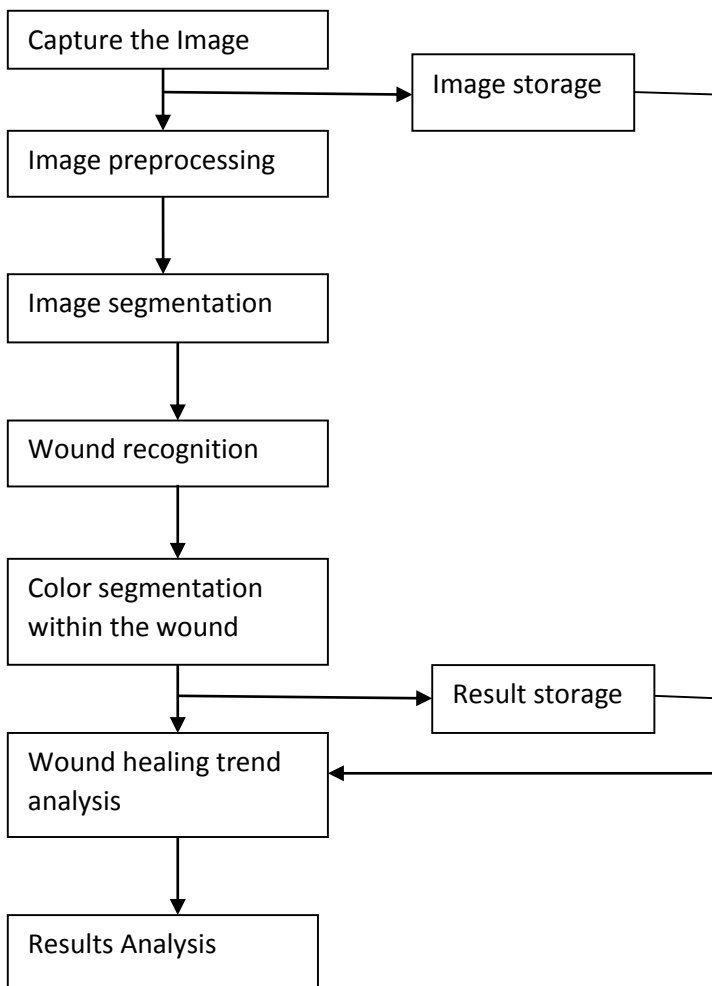 Capture the Image
Image storage
Image preprocessing
Image segmentation
Wound recognition
Color segmentation
within the wound
Result storage
Wound healing trend
analysis
Results Analysis